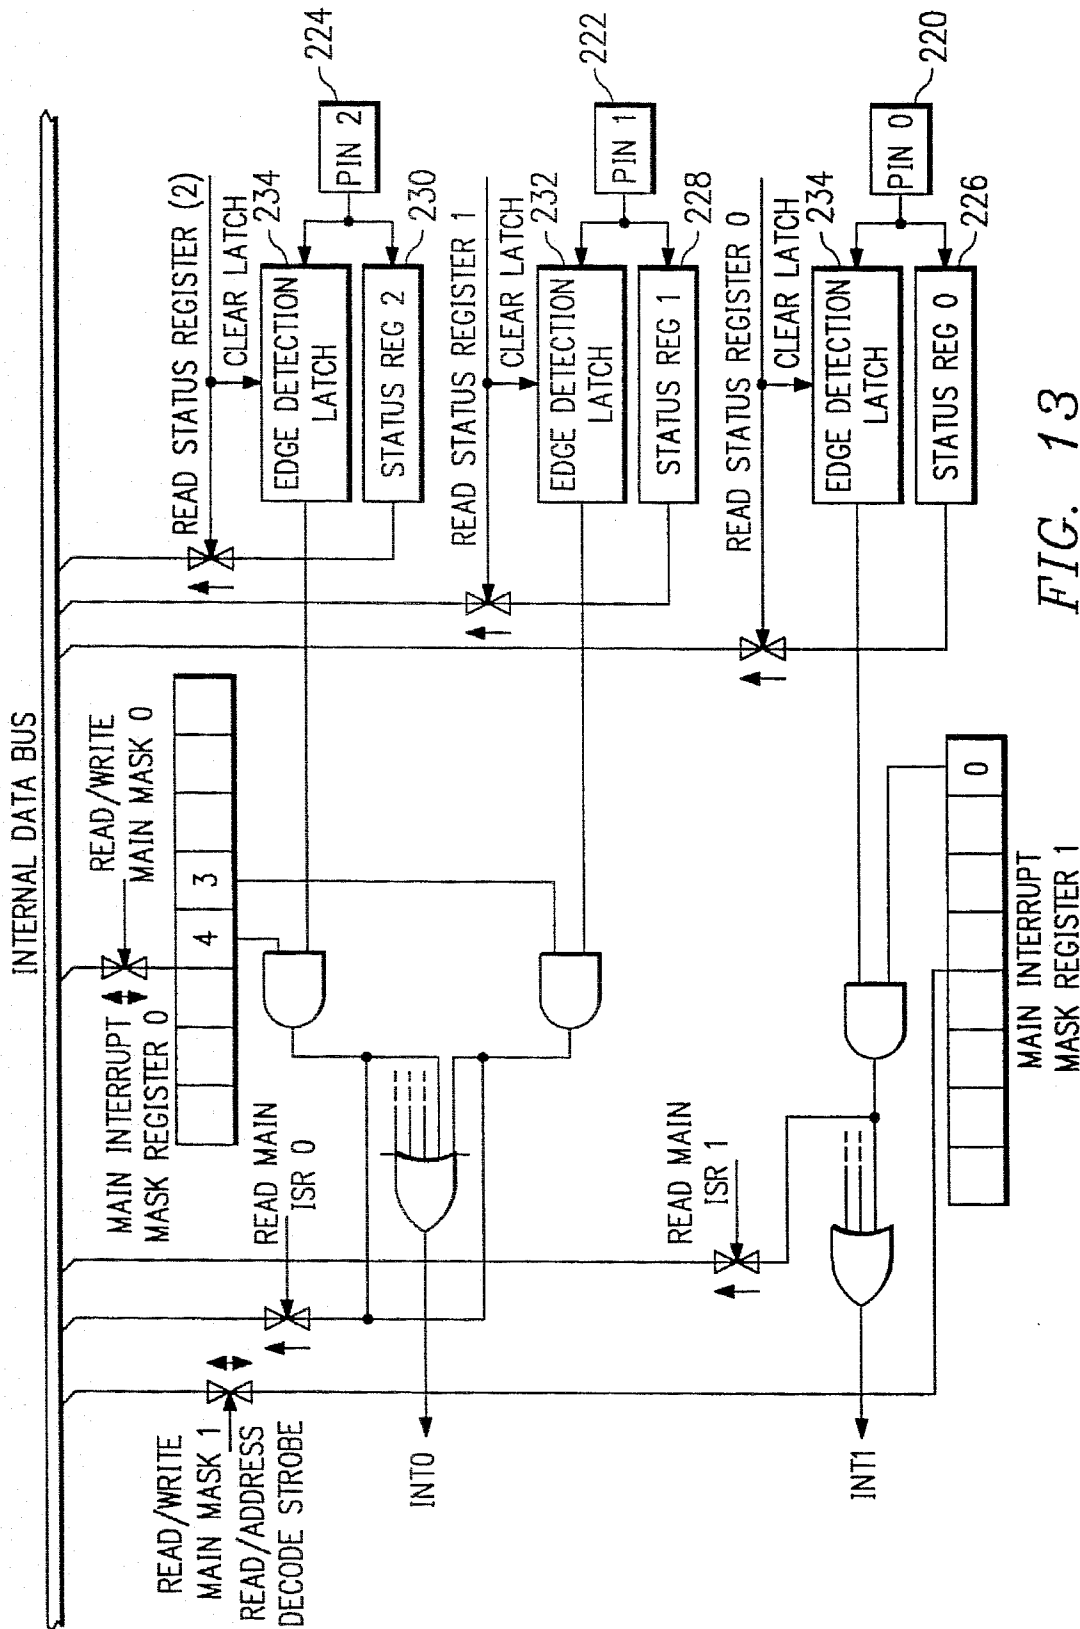 INTERNAL DATA BUS
READ/WRITE
MAIN MASK 1
READ/ADDRESS
DECODE STROBE
READ MAIN
ISR 0
MAIN INTERRUPT
MASK REGISTER 0
READ/WRITE
MAIN MASK 0
4
3
READ STATUS REGISTER (2)
CLEAR LATCH
234
EDGE DETECTION
LATCH
STATUS REG 2
230
PIN 2
224
INT0
READ STATUS REGISTER 1
CLEAR LATCH
232
EDGE DETECTION
LATCH
STATUS REG 1
228
PIN 1
222
READ MAIN
ISR 1
READ STATUS REGISTER 0
CLEAR LATCH
234
EDGE DETECTION
LATCH
STATUS REG 0
226
PIN 0
220
INT1
0
MAIN INTERRUPT
MASK REGISTER 1
FIG. 13